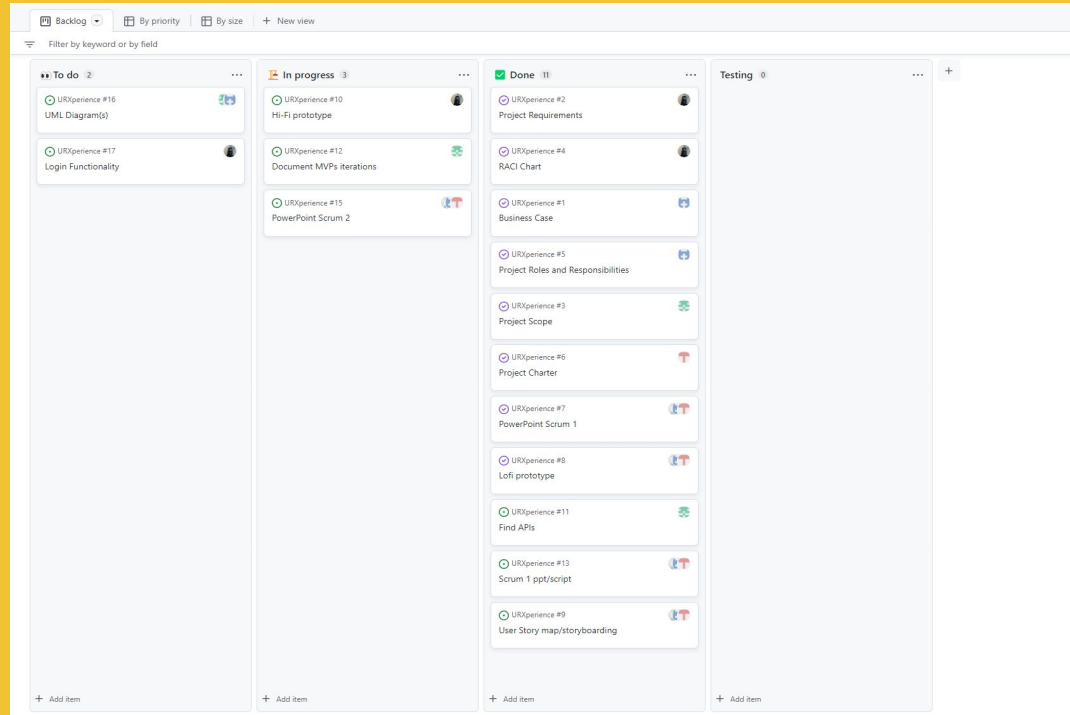 Backlog
By priority
By size
+ New view
Filter by keyword or by field
To do 2
URXperience #16
UML Diagram(s)
URXperience #17
Login Functionality
+ Add item
In progress 3
URXperience #10
Hi-Fi prototype
URXperience #12
Document MVPs iterations
URXperience #15
PowerPoint Scrum 2
+ Add item
Done 11
URXperience #2
Project Requirements
URXperience #4
RACI Chart
URXperience #1
Business Case
URXperience #5
Project Roles and Responsibilities
URXperience #3
Project Scope
URXperience #6
Project Charter
URXperience #7
PowerPoint Scrum 1
URXperience #8
Lofi prototype
URXperience #11
Find APIs
URXperience #13
Scrum 1 ppt/script
URXperience #9
User Story map/storyboarding
+ Add item
Testing 0
+ Add item